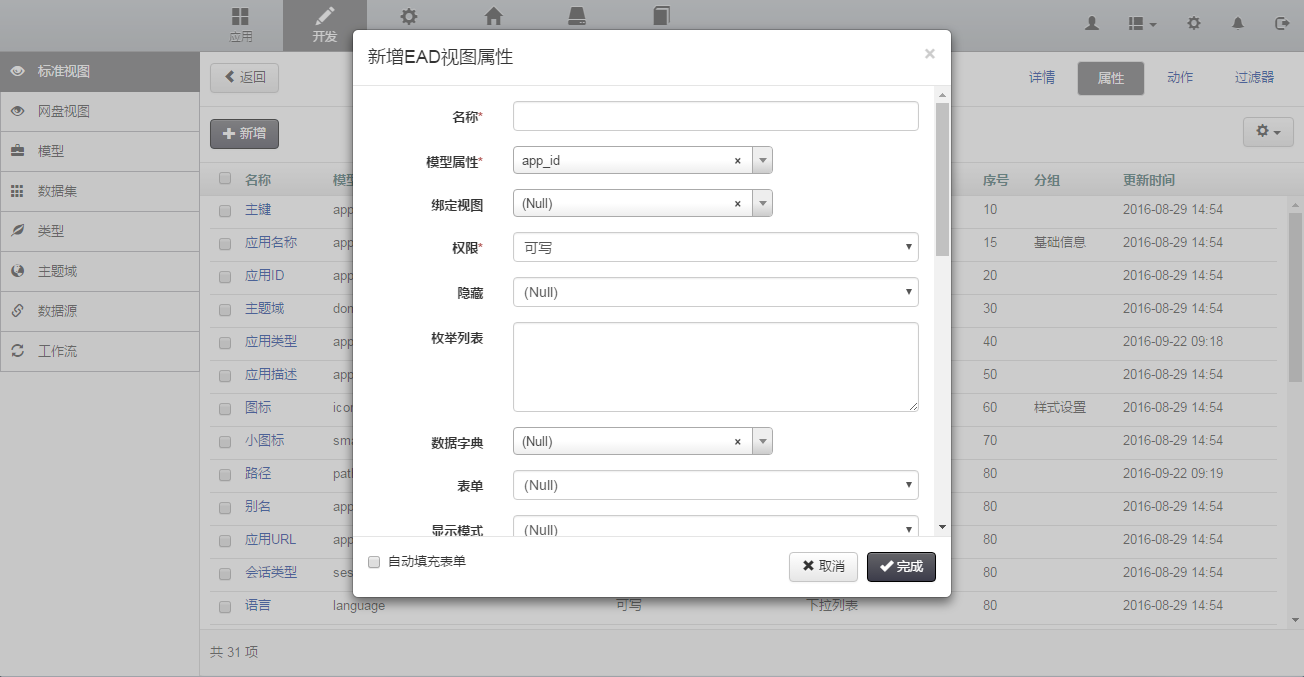 应用
开发
新增EAD视图属性
×
标准视图
网盘视图
模型
数据集
类型
主题域
数据源
工作流
返回
详情
属性
动作
过滤器
新增
名称*
模型属性*
app_id ×
绑定视图
(Null) ×
权限*
可写
隐藏
(Null)
枚举列表
数据字典
(Null) ×
表单
(Null)
显示模式
(Null)
自动填充表单
取消
完成
名称 模型 序号 分组 更新时间
主键 app 10 2016-08-29 14:54
应用名称 app 15 基础信息 2016-08-29 14:54
应用ID app 20 2016-08-29 14:54
主题域 don 30 2016-08-29 14:54
应用类型 app 40 2016-09-22 09:18
应用描述 app 50 2016-08-29 14:54
图标 icon 60 样式设置 2016-08-29 14:54
小图标 sma 70 2016-08-29 14:54
路径 path 80 2016-09-22 09:19
别名 app 80 2016-08-29 14:54
应用URL app 80 2016-08-29 14:54
会话类型 ses 80 2016-08-29 14:54
语言 language 可写 下拉列表 80 2016-08-29 14:54
共 31 项